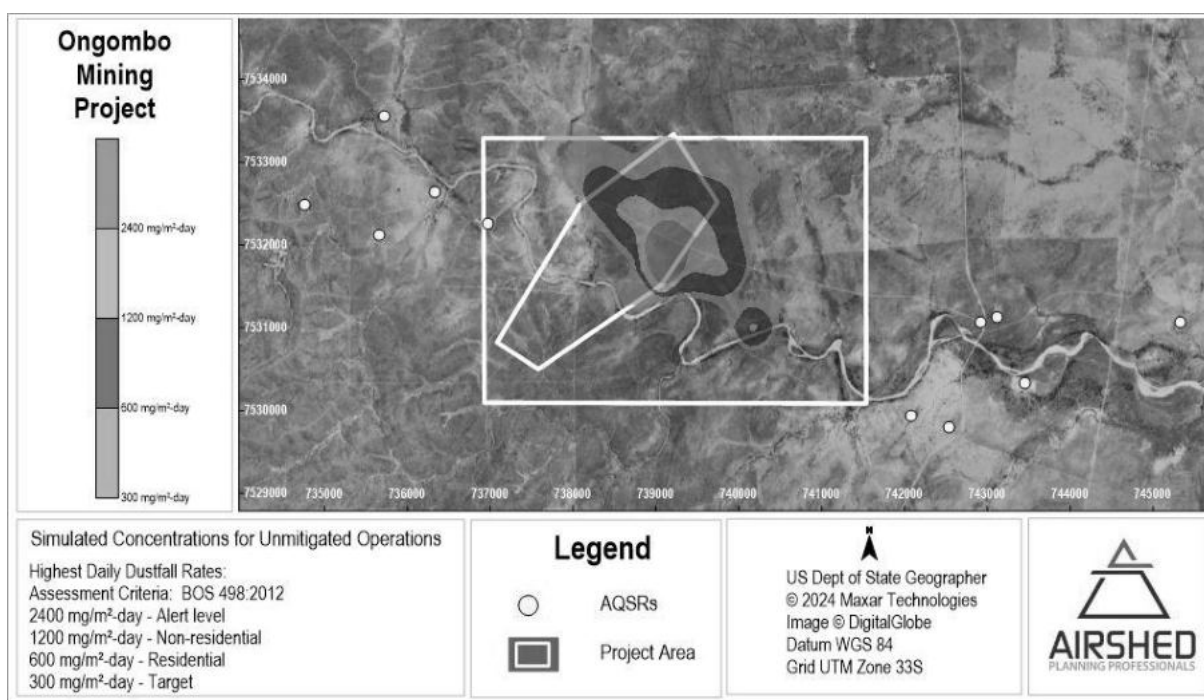 Ongombo
Mining
Project
2400 mg/m²-day
1200 mg/m²-day
600 mg/m²-day
300 mg/m²-day
7534000
7533000
7532000
7531000
7530000
7529000
735000
736000
737000
738000
739000
740000
741000
742000
743000
744000
745000
Simulated Concentrations for Unmitigated Operations
Highest Daily Dustfall Rates:
Assessment Criteria: BOS 498:2012
2400 mg/m²-day - Alert level
1200 mg/m²-day - Non-residential
600 mg/m²-day - Residential
300 mg/m²-day - Target
Legend
AQSRs
Project Area
N
US Dept of State Geographer
© 2024 Maxar Technologies
Image © DigitalGlobe
Datum WGS 84
Grid UTM Zone 33S
AIRSHED
PLANNING PROFESSIONALS